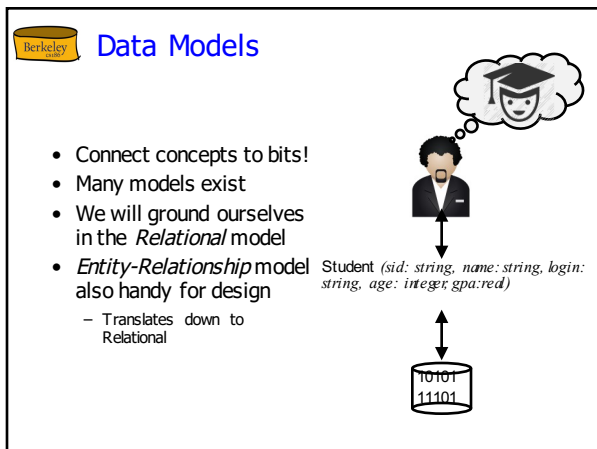 Berkeley
cs186
Data Models
• Connect concepts to bits!
• Many models exist
• We will ground ourselves
in the Relational model
• Entity-Relationship model
also handy for design
– Translates down to
Relational
Student (sid: string, name: string, login:
string, age: integer, gpa:real)
10101
11101